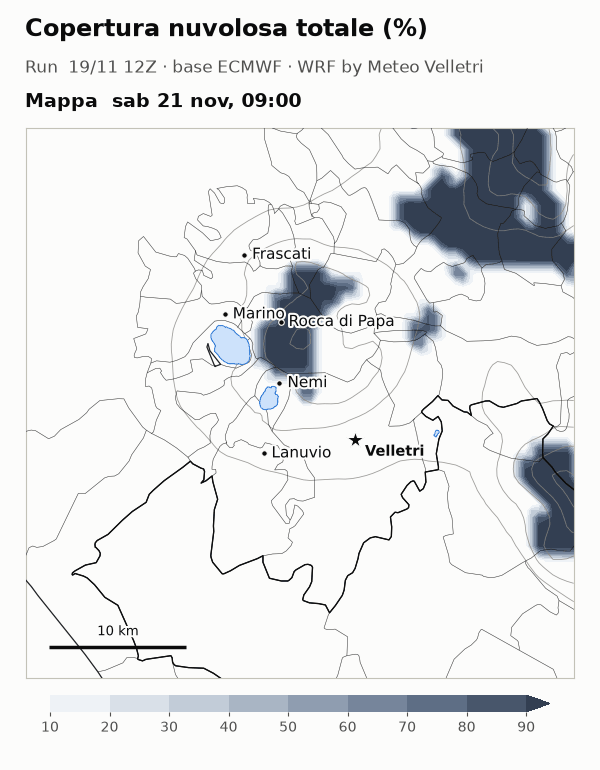 Copertura nuvolosa totale (%)
Run  19/11 12Z · base ECMWF · WRF by Meteo Velletri
Mappa  sab 21 nov, 09:00
Frascati
Marino
Rocca di Papa
Nemi
Velletri
Lanuvio
10 km
10 20 30 40 50 60 70 80 90